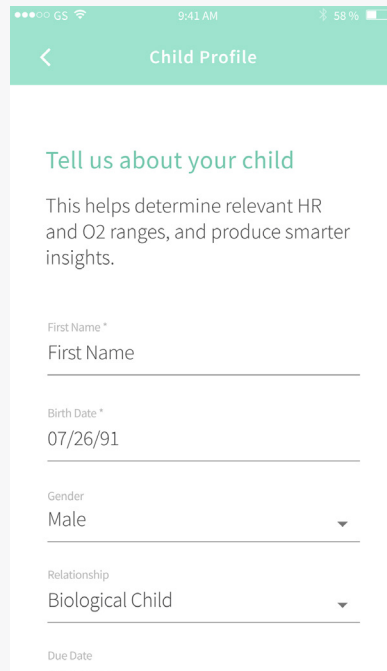 GS 9:41 AM 58 %
Child Profile
Tell us about your child
This helps determine relevant HR
and O2 ranges, and produce smarter
insights.
First Name *
First Name
Birth Date *
07/26/91
Gender
Male
Relationship
Biological Child
Due Date